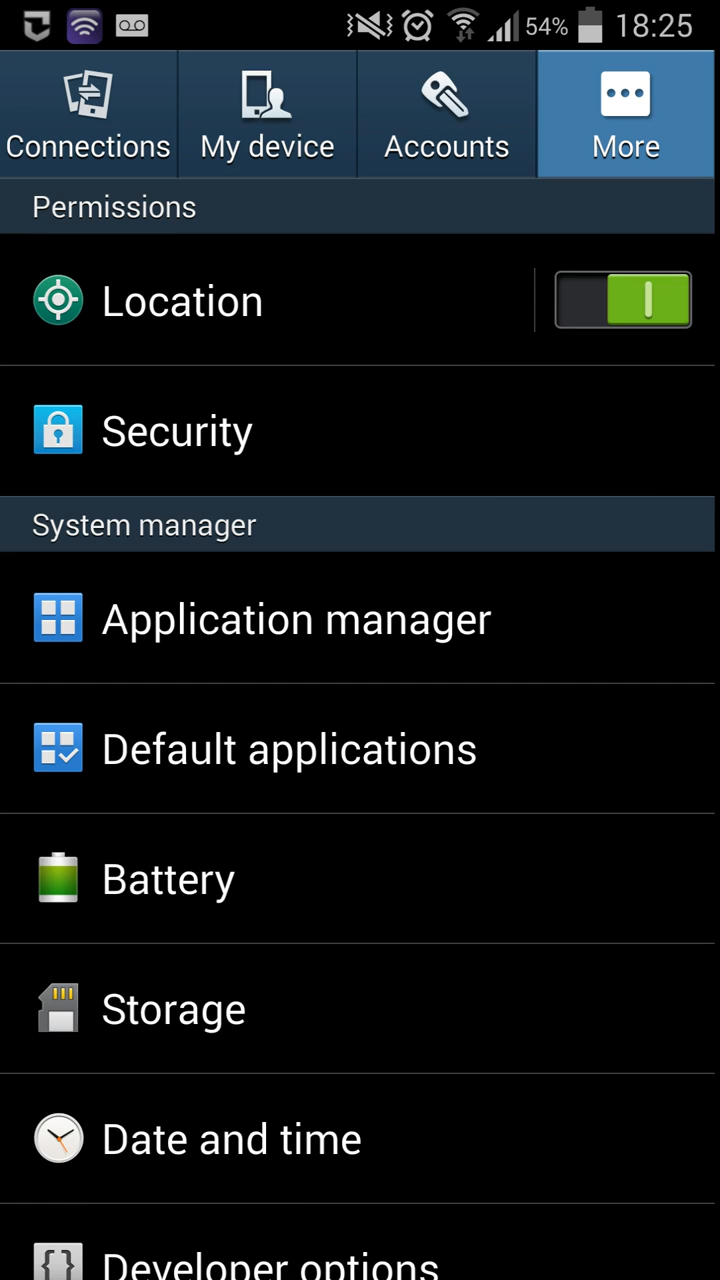 54% 18:25
Connections My device Accounts More
Permissions
Location
Security
System manager
Application manager
Default applications
Battery
Storage
Date and time
Developer options